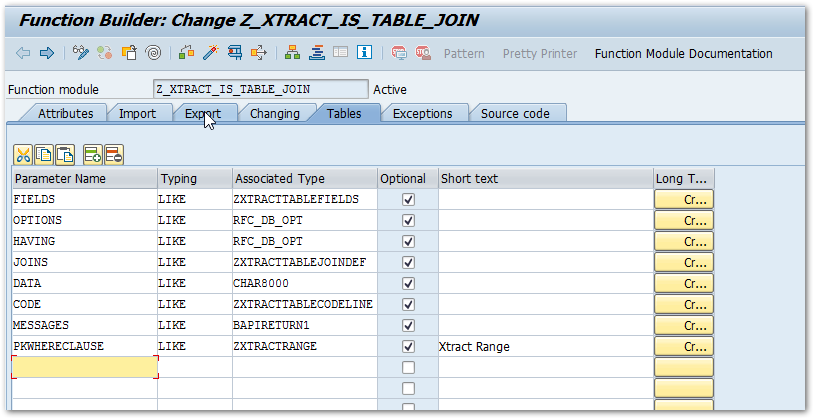 Function Builder: Change Z_XTRACT_IS_TABLE_JOIN
Pattern Pretty Printer Function Module Documentation
Function module Z_XTRACT_IS_TABLE_JOIN Active
Attributes Import Export Changing Tables Exceptions Source code
Parameter Name Typing Associated Type Optional Short text Long T...
FIELDS LIKE ZXTRACTTABLEFIELDS Cr...
OPTIONS LIKE RFC_DB_OPT Cr...
HAVING LIKE RFC_DB_OPT Cr...
JOINS LIKE ZXTRACTTABLEJOINDEF Cr...
DATA LIKE CHAR8000 Cr...
CODE LIKE ZXTRACTTABLECODELINE Cr...
MESSAGES LIKE BAPIRETURN1 Cr...
PKWHERECLAUSE LIKE ZXTRACTRANGE Xtract Range Cr...